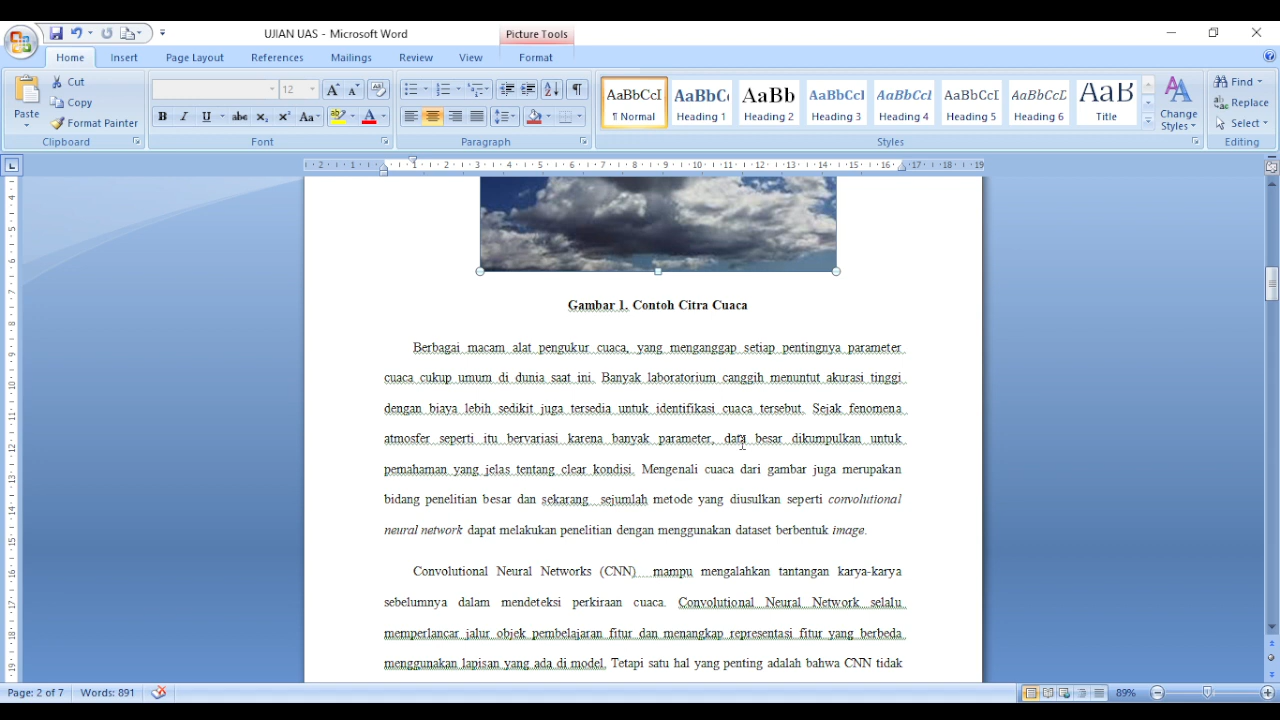 UJIAN UAS - Microsoft Word
Picture Tools
Home Insert Page Layout References Mailings Review View Format
Paste
Cut
Copy
Format Painter
Clipboard
12
Font
Paragraph
AaBbCcI AaBbC AaBb AaBbCcI AaBbCcI AaBbCcI AaBbCcD AaB
¶ Normal Heading 1 Heading 2 Heading 3 Heading 4 Heading 5 Heading 6 Title
Change Styles
Styles
Find
Replace
Select
Editing
Gambar 1. Contoh Citra Cuaca
Berbagai macam alat pengukur cuaca, yang menganggap setiap pentingnya parameter
cuaca cukup umum di dunia saat ini. Banyak laboratorium canggih menuntut akurasi tinggi
dengan biaya lebih sedikit juga tersedia untuk identifikasi cuaca tersebut. Sejak fenomena
atmosfer seperti itu bervariasi karena banyak parameter, data besar dikumpulkan untuk
pemahaman yang jelas tentang clear kondisi. Mengenali cuaca dari gambar juga merupakan
bidang penelitian besar dan sekarang sejumlah metode yang diusulkan seperti convolutional
neural network dapat melakukan penelitian dengan menggunakan dataset berbentuk image.
Convolutional Neural Networks (CNN) mampu mengalahkan tantangan karya-karya
sebelumnya dalam mendeteksi perkiraan cuaca. Convolutional Neural Network selalu
memperlancar jalur objek pembelajaran fitur dan menangkap representasi fitur yang berbeda
menggunakan lapisan yang ada di model. Tetapi satu hal yang penting adalah bahwa CNN tidak
Page: 2 of 7 Words: 891 89%